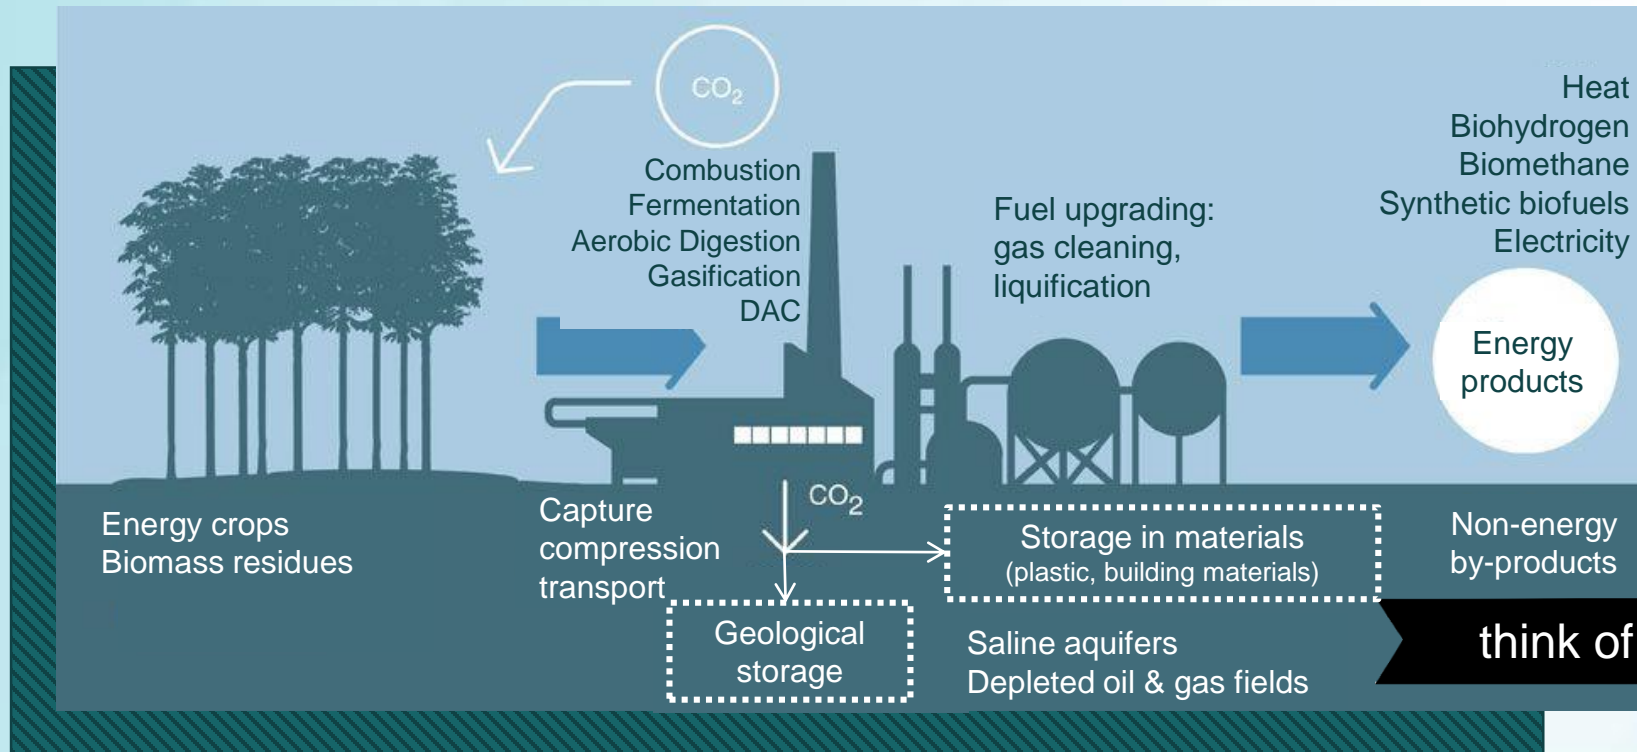 CO₂
Combustion
Fermentation
Aerobic Digestion
Gasification
DAC
Fuel upgrading:
gas cleaning,
liquification
Heat
Biohydrogen
Biomethane
Synthetic biofuels
Electricity
Energy
products
Energy crops
Biomass residues
Capture
compression
transport
CO₂
Storage in materials
(plastic, building materials)
Non-energy
by-products
Geological
storage
Saline aquifers
Depleted oil & gas fields
think of